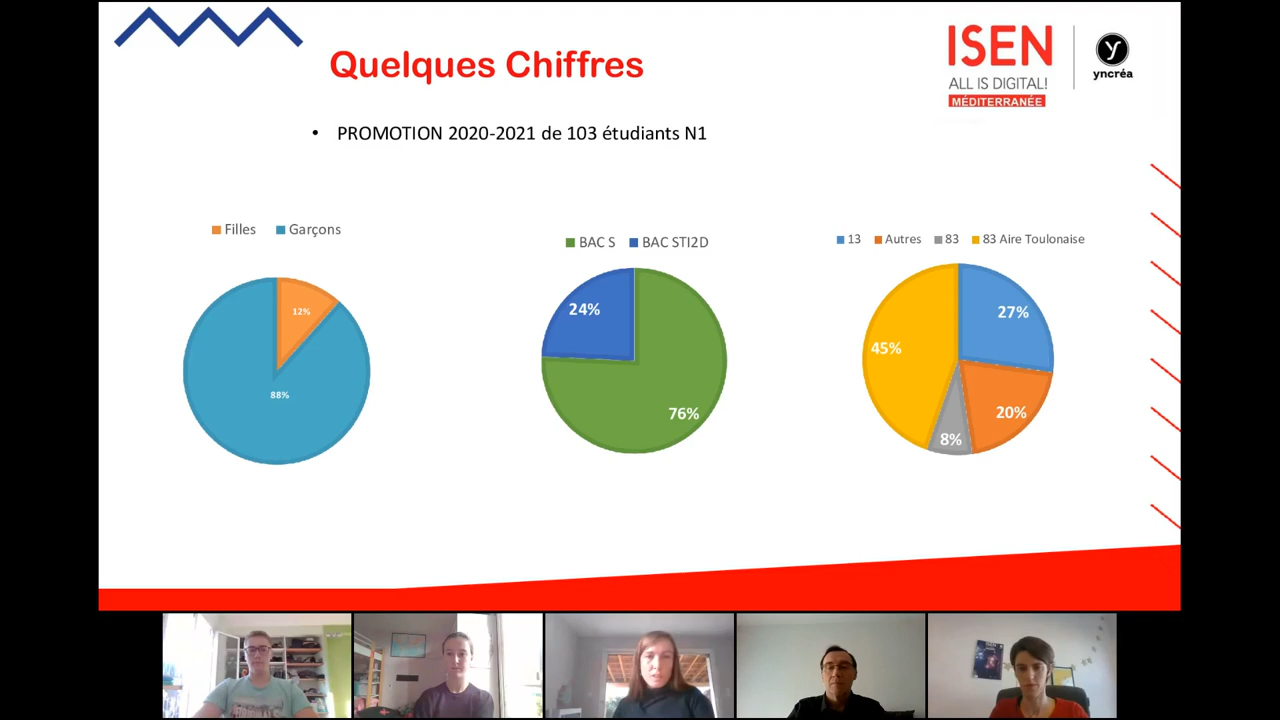 Quelques Chiffres
ISEN
ALL IS DIGITAL!
MÉDITERRANÉE
y
yncréa
• PROMOTION 2020-2021 de 103 étudiants N1
Filles Garçons
12%
88%
BAC S BAC STI2D
24%
76%
13 Autres 83 83 Aire Toulonaise
27%
45%
20%
8%